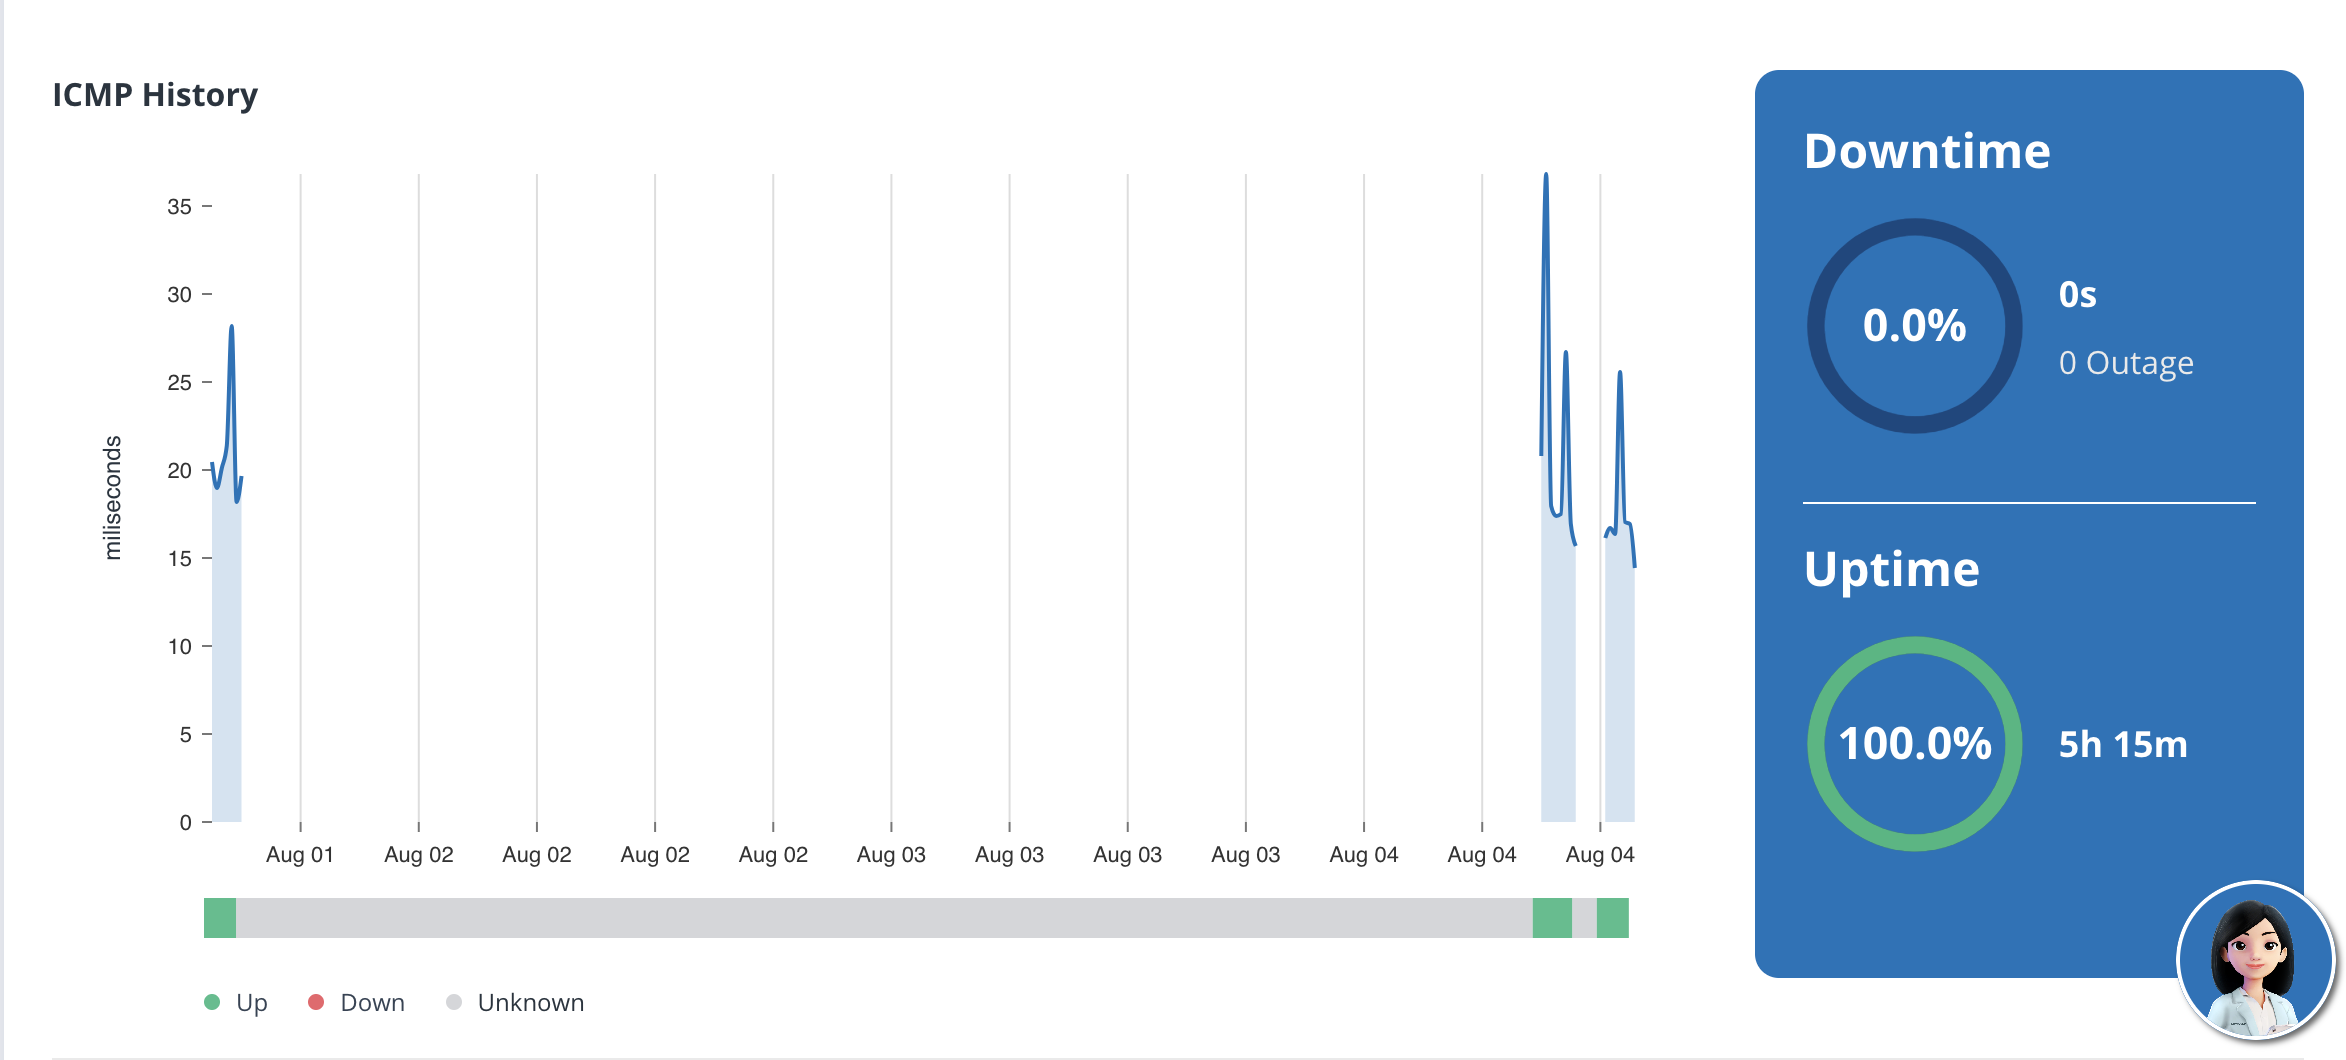 ICMP History
35
30
25
20
15
10
5
0
miliseconds
Aug 01 Aug 02 Aug 02 Aug 02 Aug 02 Aug 03 Aug 03 Aug 03 Aug 03 Aug 04 Aug 04 Aug 04
Up Down Unknown
Downtime
0.0%
0s
0 Outage
Uptime
100.0%
5h 15m